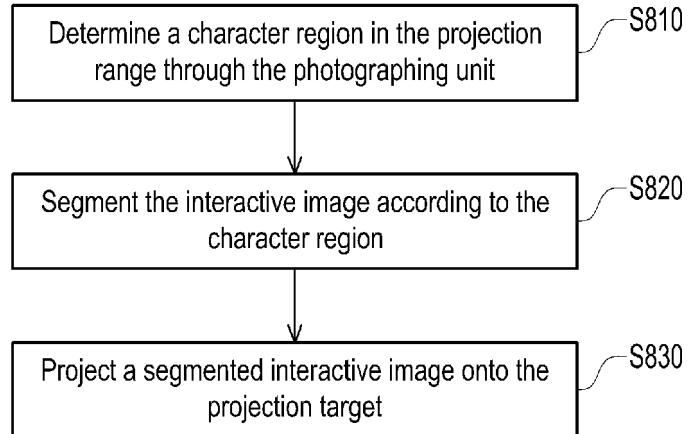 Determine a character region in the projection
range through the photographing unit
S810
Segment the interactive image according to the
character region
S820
Project a segmented interactive image onto the
projection target
S830